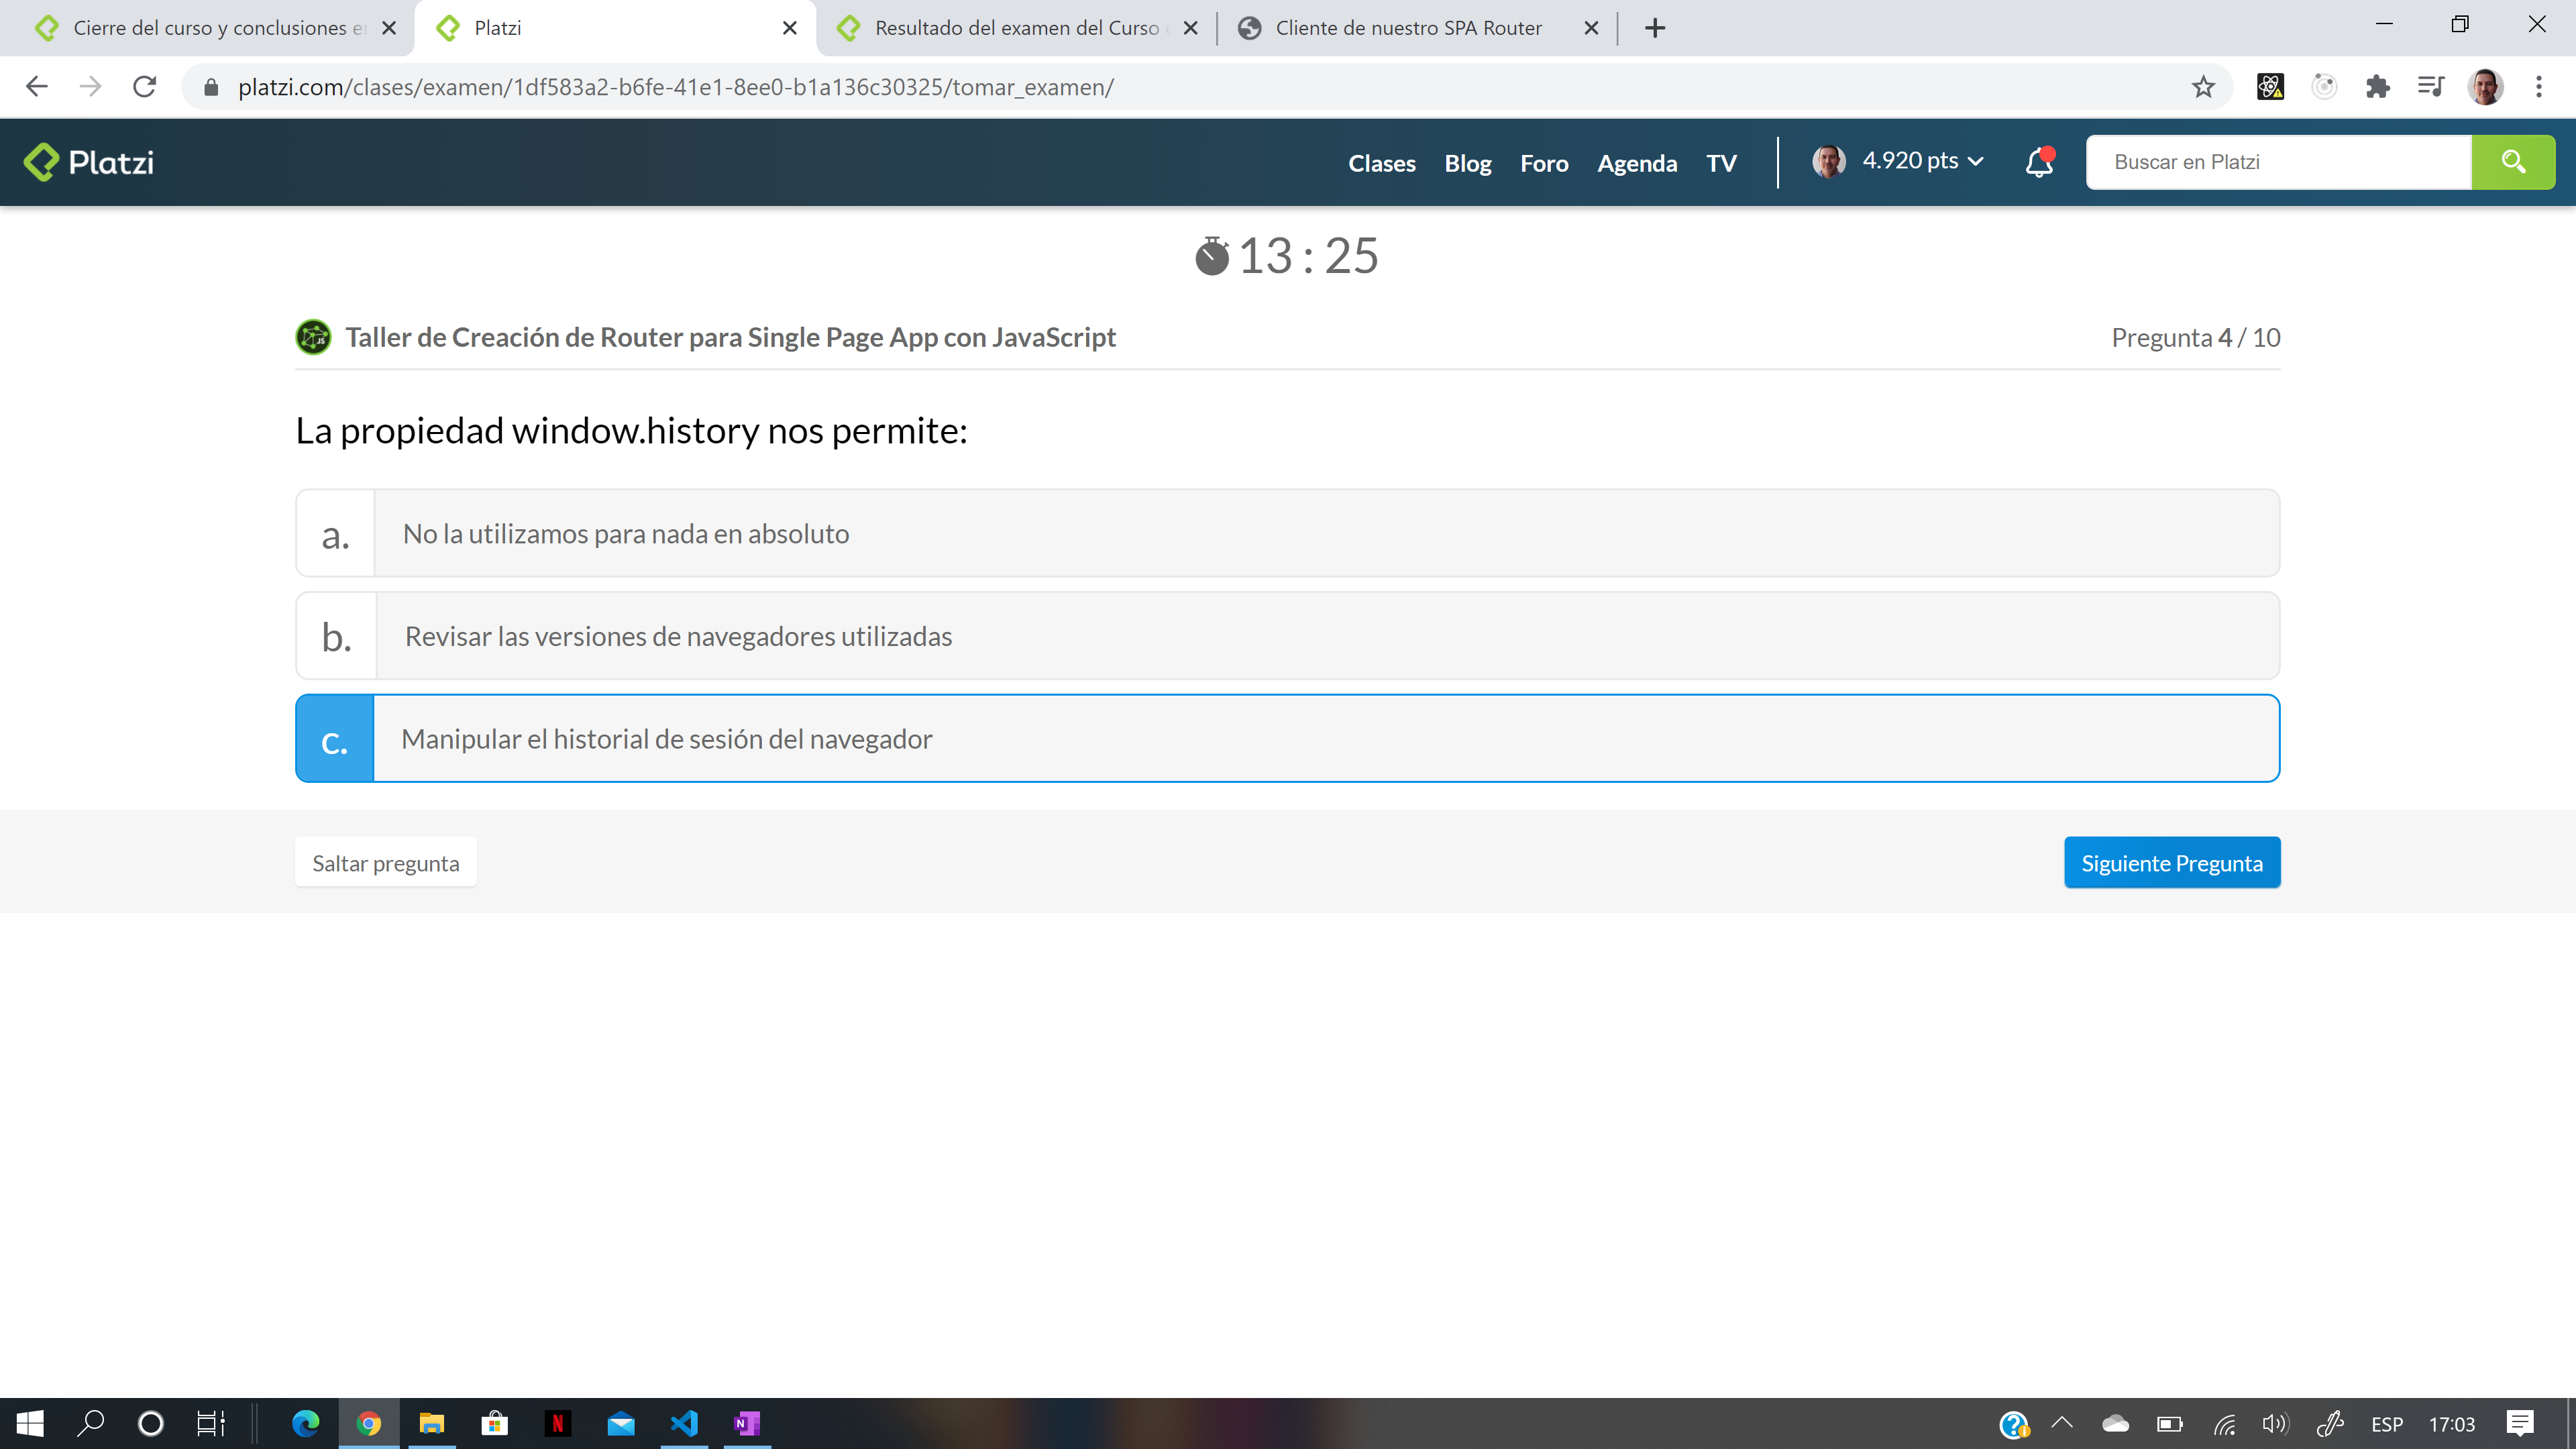 Cierre del curso y conclusiones e
Platzi
Resultado del examen del Curso
Cliente de nuestro SPA Router
platzi.com/clases/examen/1df583a2-b6fe-41e1-8ee0-b1a136c30325/tomar_examen/
Platzi
Clases
Blog
Foro
Agenda
TV
4.920 pts
Buscar en Platzi
13 : 25
JS
Taller de Creación de Router para Single Page App con JavaScript
Pregunta 4 / 10
La propiedad window.history nos permite:
a. No la utilizamos para nada en absoluto
b. Revisar las versiones de navegadores utilizadas
c. Manipular el historial de sesión del navegador
Saltar pregunta
Siguiente Pregunta
N
N
ESP
17:03